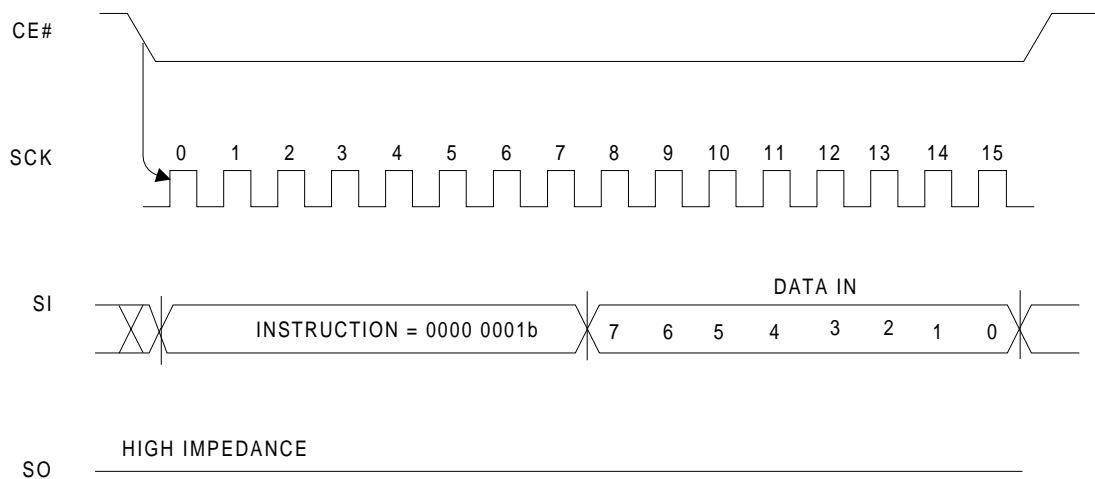 CE#
SCK
0 1 2 3 4 5 6 7 8 9 10 11 12 13 14 15
SI
DATA IN
INSTRUCTION = 0000 0001b
7 6 5 4 3 2 1 0
HIGH IMPEDANCE
SO